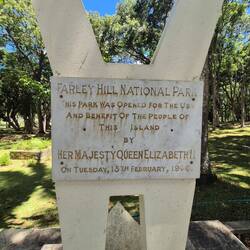 FARLEY HILL NATIONAL PARK
THIS PARK WAS OPENED FOR THE USE
AND BENEFIT OF THE PEOPLE OF
THIS ISLAND
BY
HER MAJESTY QUEEN ELIZABETH II
ON TUESDAY, 15TH FEBRUARY, 1966